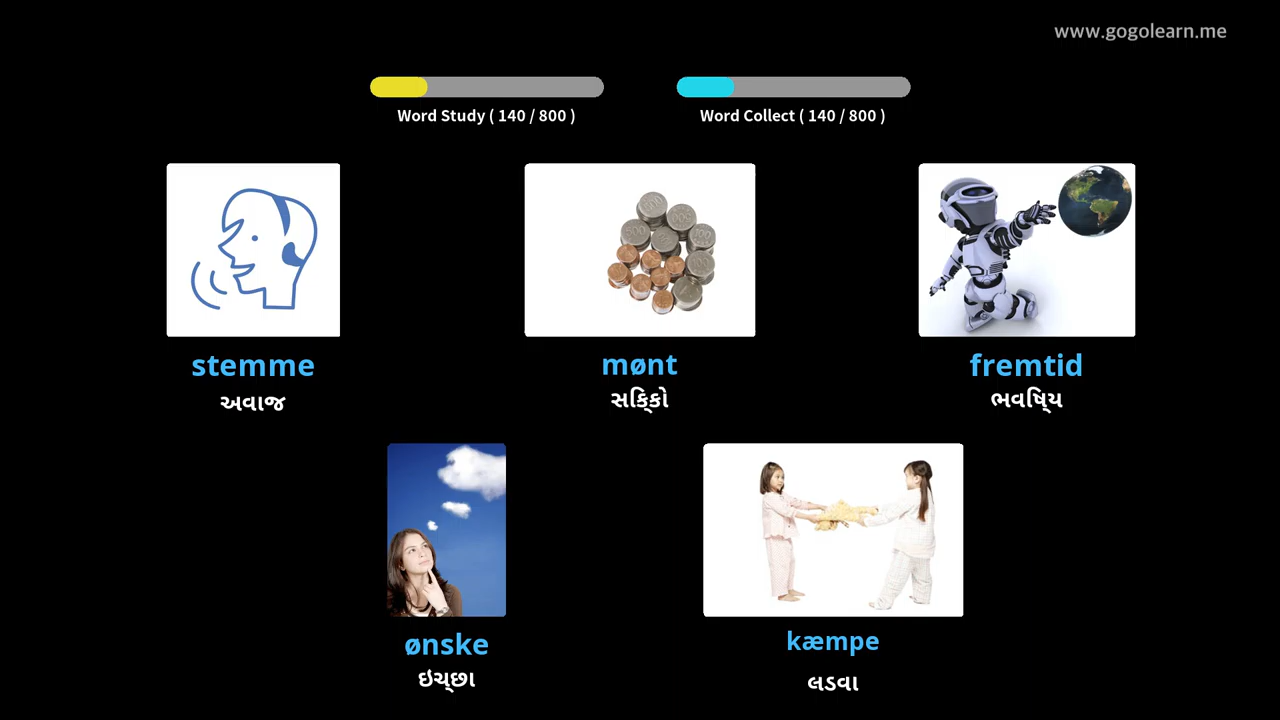 www.gogolearn.me
Word Study ( 140 / 800 )
Word Collect ( 140 / 800 )
stemme
અવાજ
mønt
સિક્કો
fremtid
ભવિષ્ય
ønske
ઇચ્છા
kæmpe
લડવા